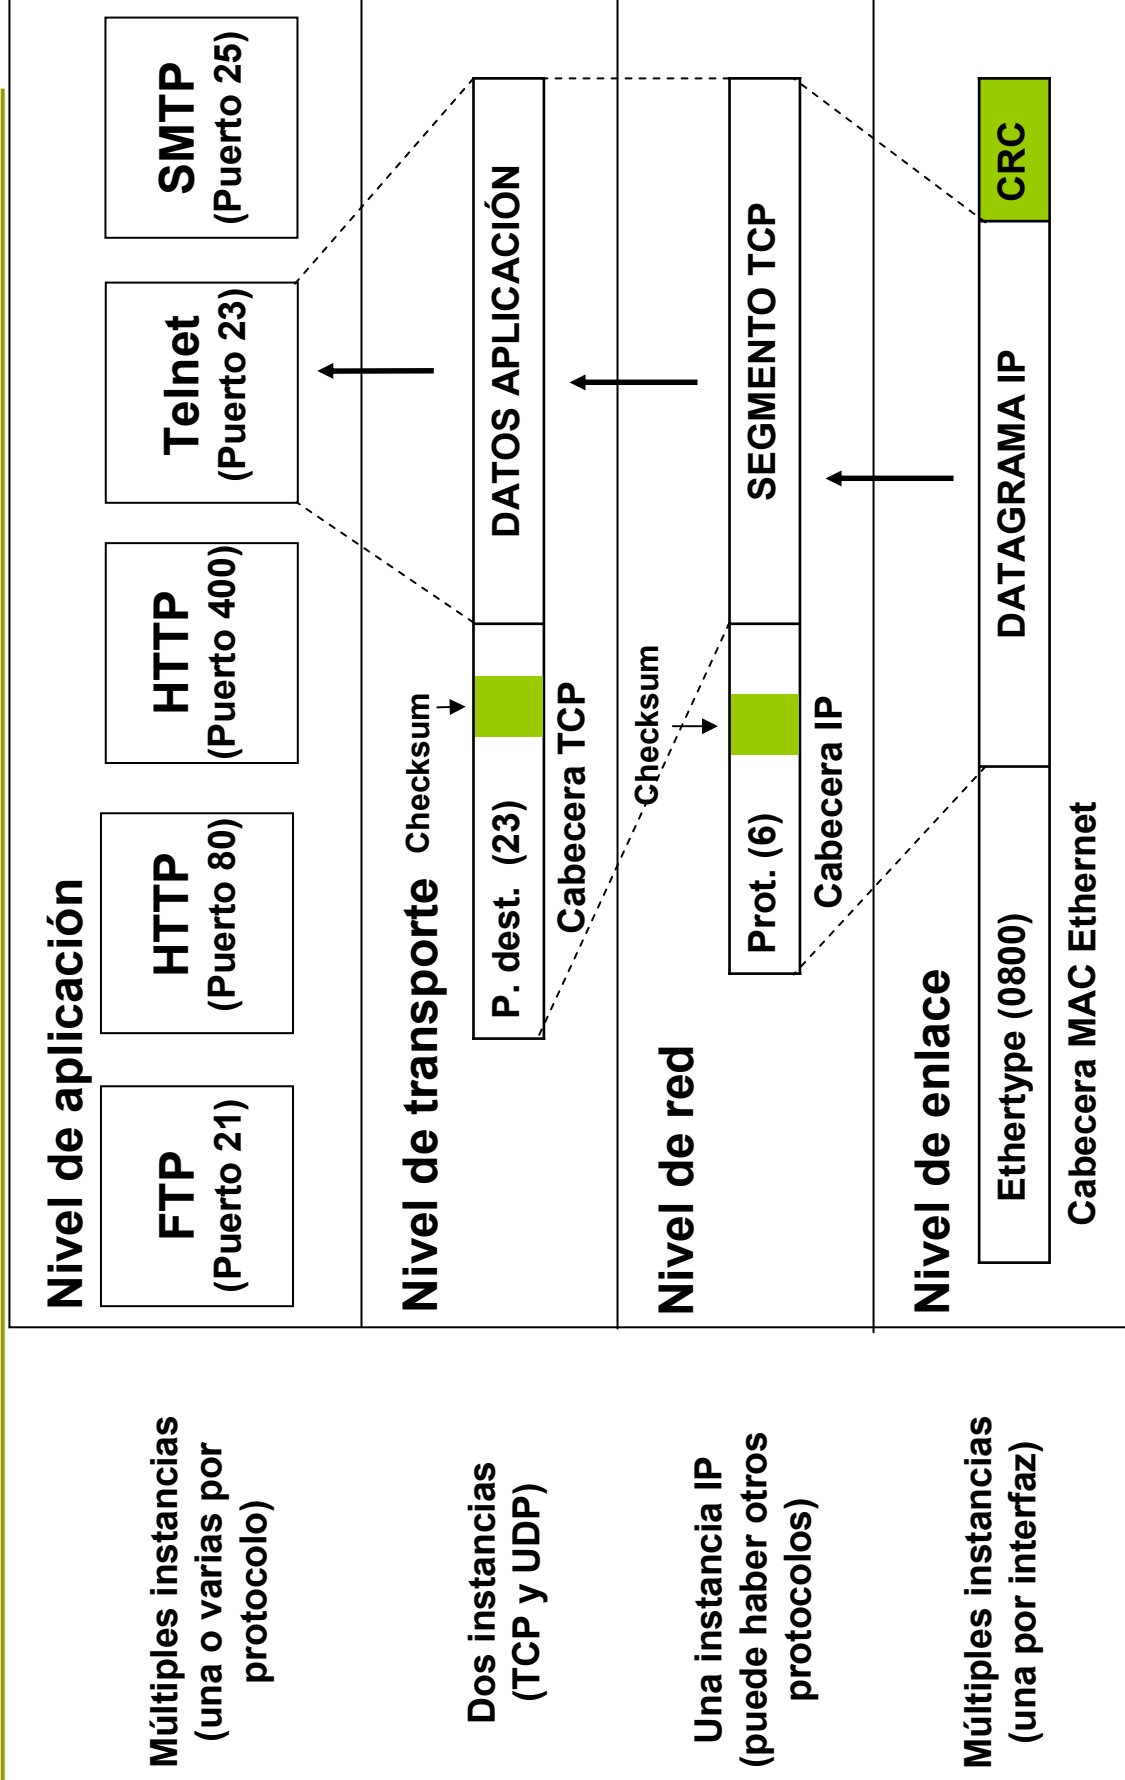 Múltiples instancias
(una o varias por
protocolo)
Nivel de aplicación
FTP
(Puerto 21)
HTTP
(Puerto 80)
HTTP
(Puerto 400)
Telnet
(Puerto 23)
SMTP
(Puerto 25)
Dos instancias
(TCP y UDP)
Nivel de transporte
Checksum
P. dest. (23)
DATOS APLICACIÓN
Cabecera TCP
Una instancia IP
(puede haber otros
protocolos)
Nivel de red
Checksum
Prot. (6)
SEGMENTO TCP
Cabecera IP
Múltiples instancias
(una por interfaz)
Nivel de enlace
Ethertype (0800)
DATAGRAMA IP
CRC
Cabecera MAC Ethernet